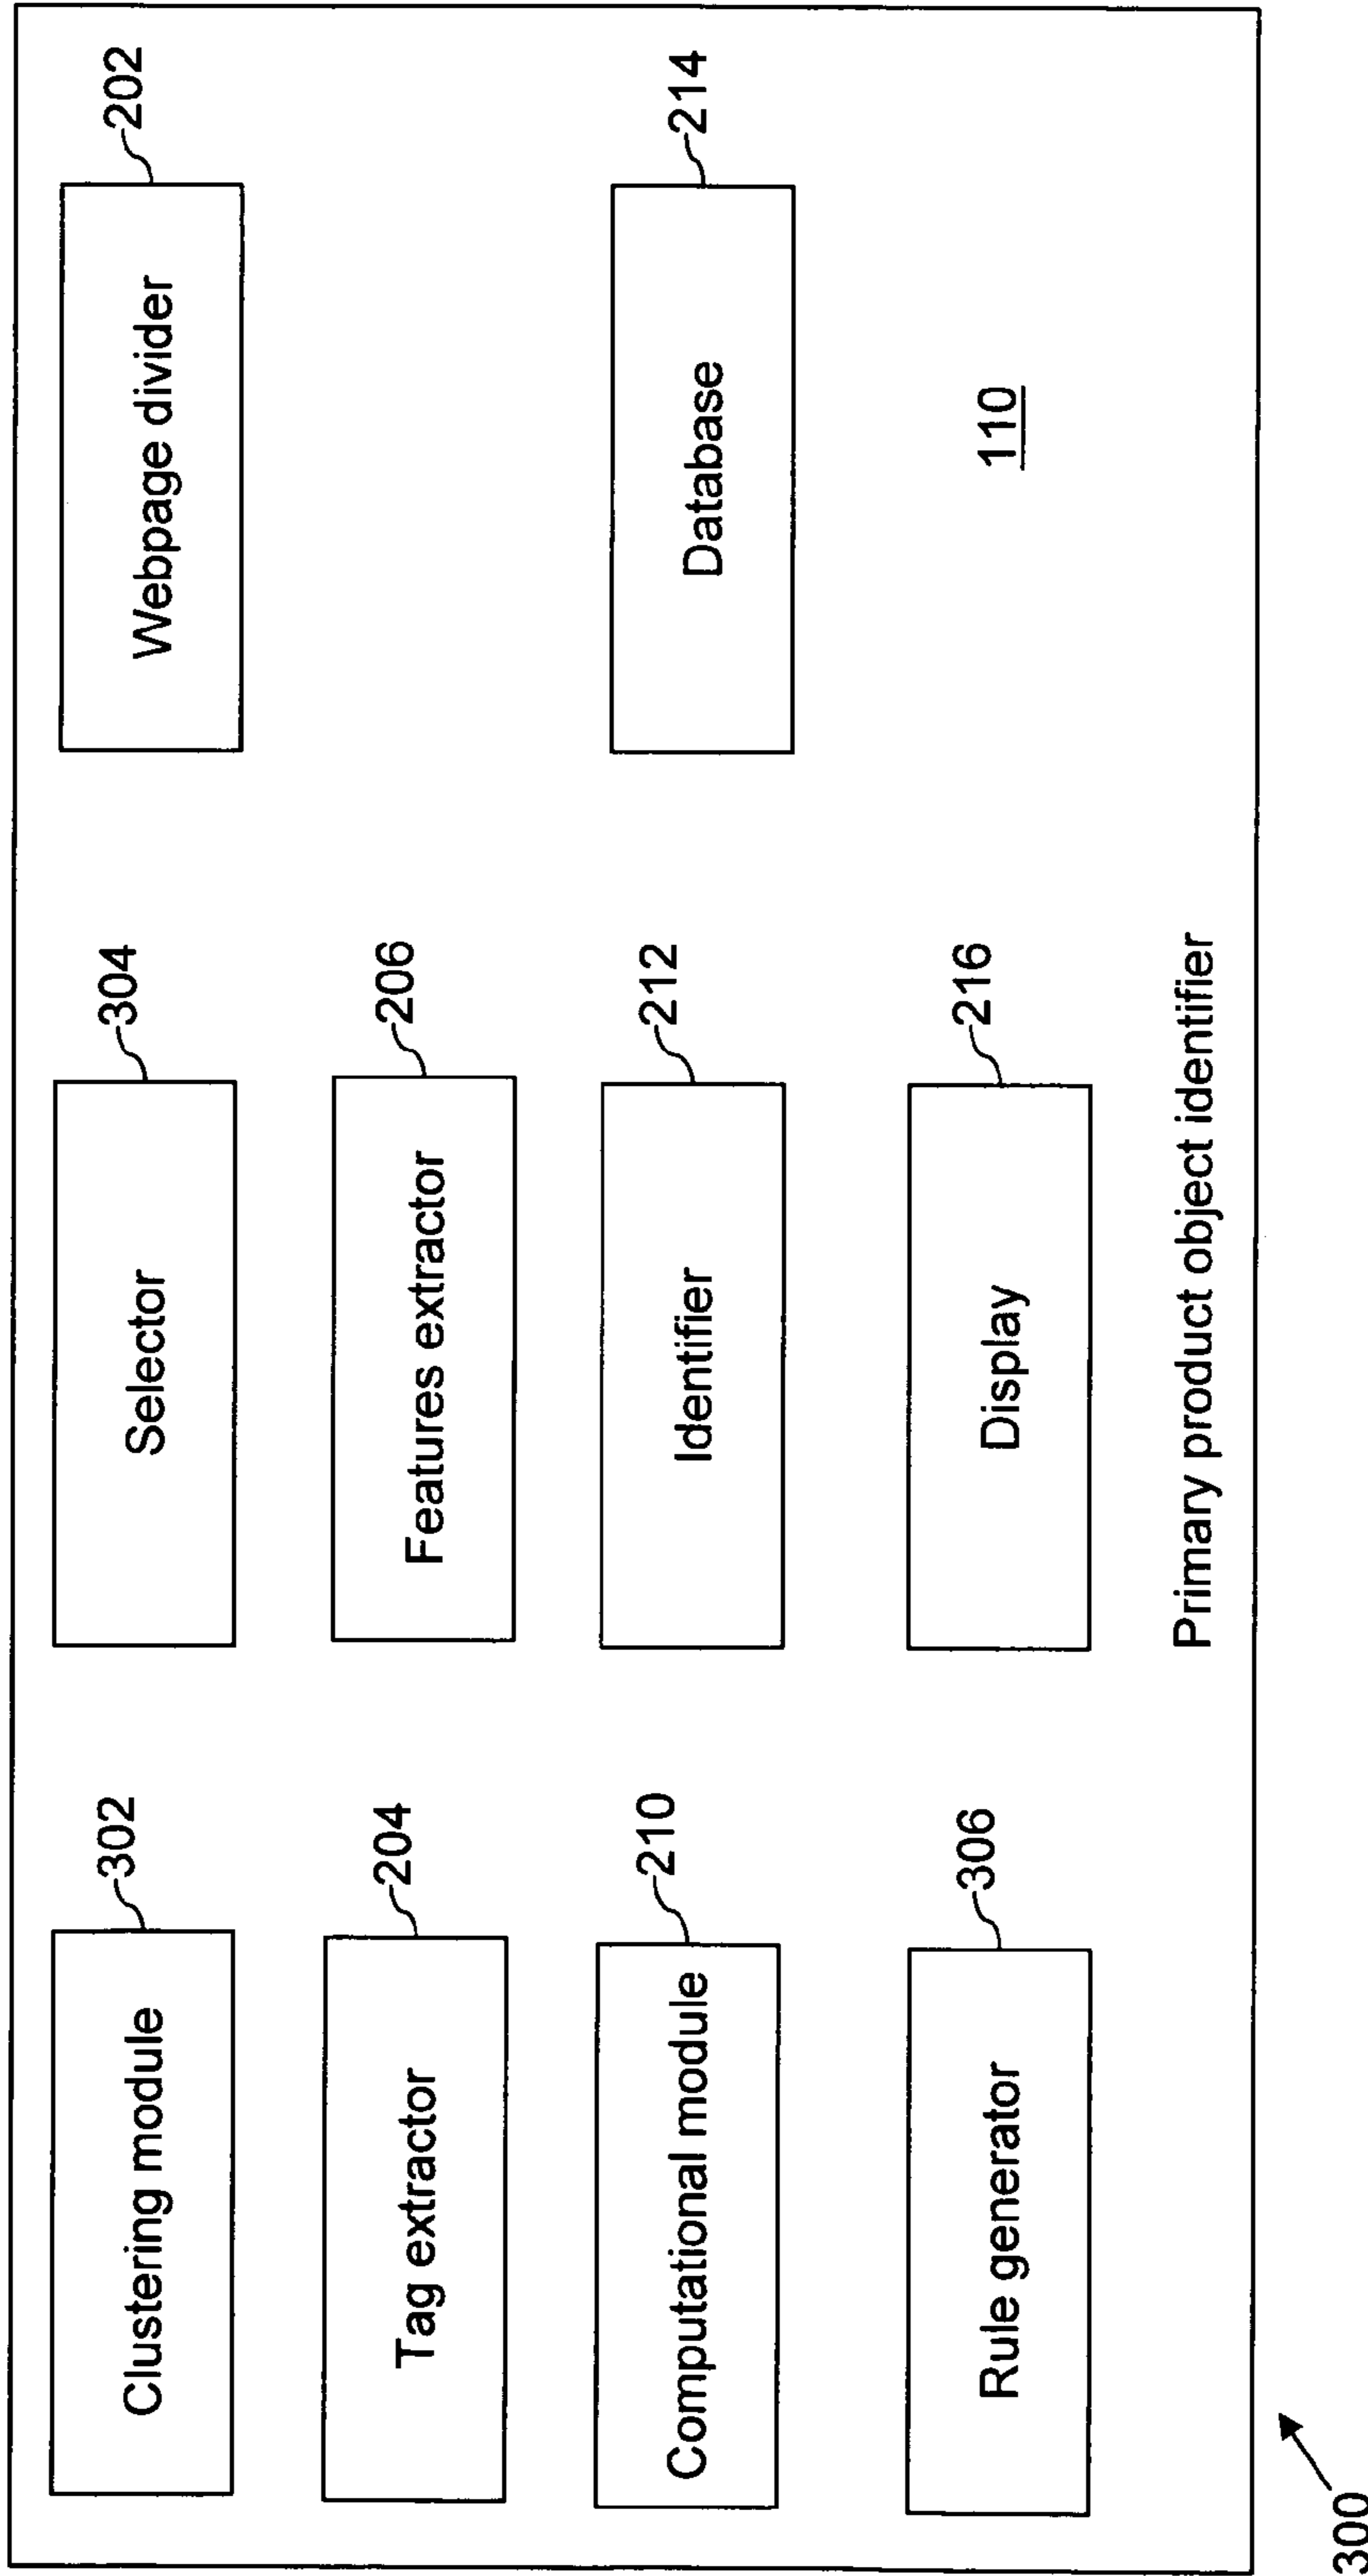 302
Clustering module
304
Selector
202
Webpage divider
204
Tag extractor
206
Features extractor
210
Computational module
212
Identifier
214
Database
306
Rule generator
216
Display
110
Primary product object identifier
300